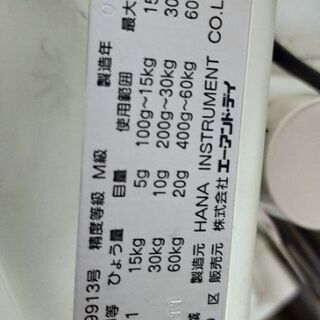 9913号 精度等級 M級 製造年
等 ひょう量 目量 使用範囲 最大
1 15kg 5g 100g〜15kg 15
30kg 10g 200g〜30kg 30
60kg 20g 400g〜60kg 60
製造元 HANA INSTRUMENT CO.L
区 販売元 株式会社 エー・アンド・デイ